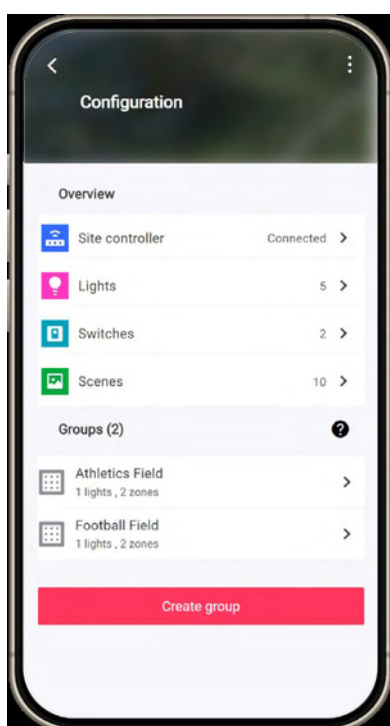 Configuration
Overview
Site controller Connected
Lights 5
Switches 2
Scenes 10
Groups (2)
Athletics Field
1 lights , 2 zones
Football Field
1 lights , 2 zones
Create group